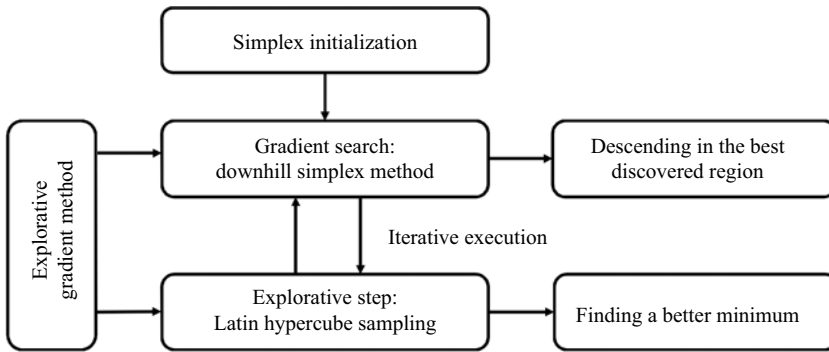 Simplex initialization
Explorative
gradient method
Gradient search:
downhill simplex method
Descending in the best
discovered region
Iterative execution
Explorative step:
Latin hypercube sampling
Finding a better minimum